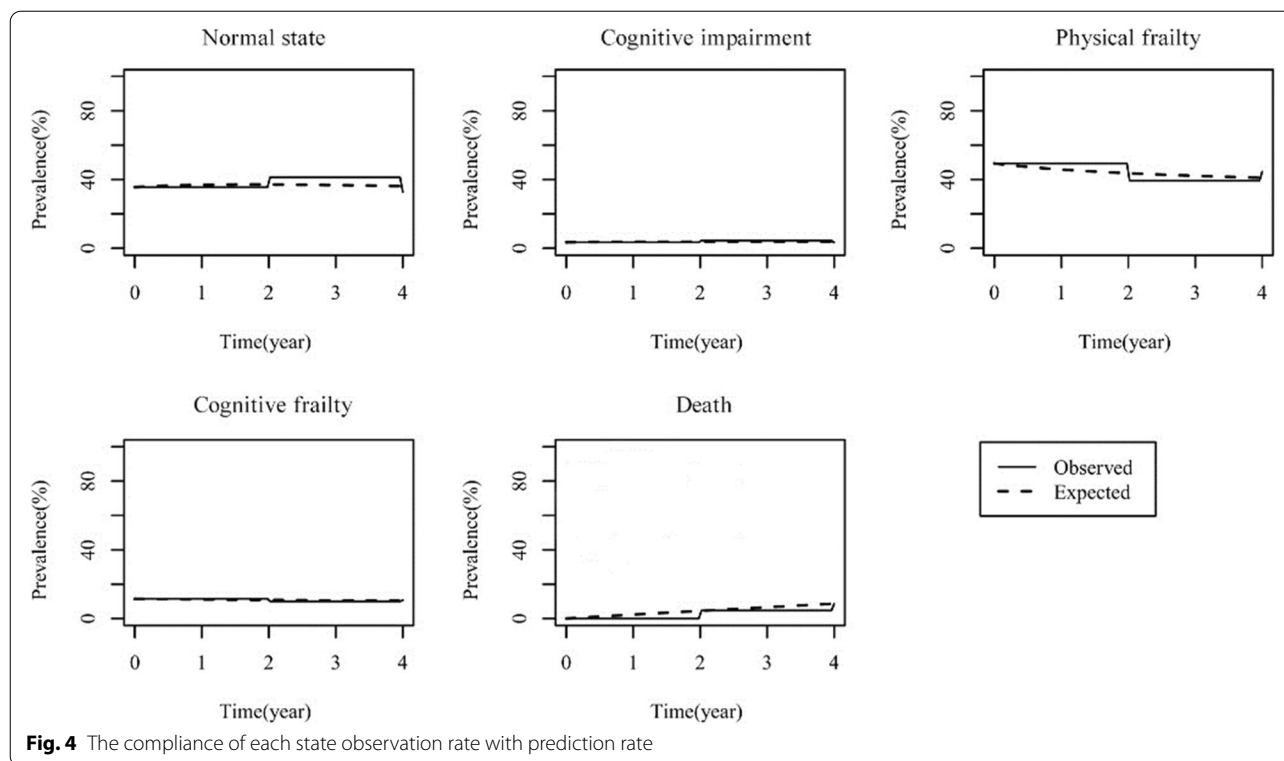 Normal state
Prevalence(%)
80
40
0
0 1 2 3 4
Time(year)
Cognitive impairment
Prevalence(%)
80
40
0
0 1 2 3 4
Time(year)
Physical frailty
Prevalence(%)
80
40
0
0 1 2 3 4
Time(year)
Cognitive frailty
Prevalence(%)
80
40
0
0 1 2 3 4
Time(year)
Death
Prevalence(%)
80
40
0
0 1 2 3 4
Time(year)
Observed
Expected
Fig. 4 The compliance of each state observation rate with prediction rate